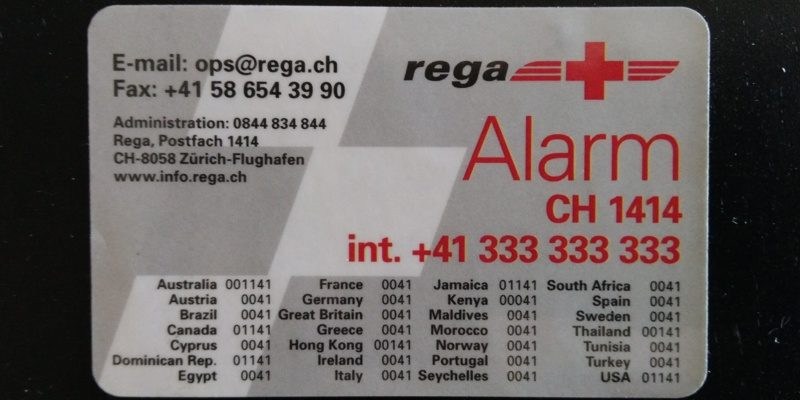 E-mail: ops@rega.ch
Fax: +41 58 654 39 90
Administration: 0844 834 844
Rega, Postfach 1414
CH-8058 Zürich-Flughafen
www.info.rega.ch
rega
Alarm
CH 1414
int. +41 333 333 333
Australia 001141 France 0041 Jamaica 01141 South Africa 0041
Austria 0041 Germany 0041 Kenya 00041 Spain 0041
Brazil 0041 Great Britain 0041 Maldives 0041 Sweden 0041
Canada 01141 Greece 0041 Morocco 0041 Thailand 00141
Cyprus 0041 Hong Kong 00141 Norway 0041 Tunisia 0041
Dominican Rep. 01141 Ireland 0041 Portugal 0041 Turkey 0041
Egypt 0041 Italy 0041 Seychelles 0041 USA 01141